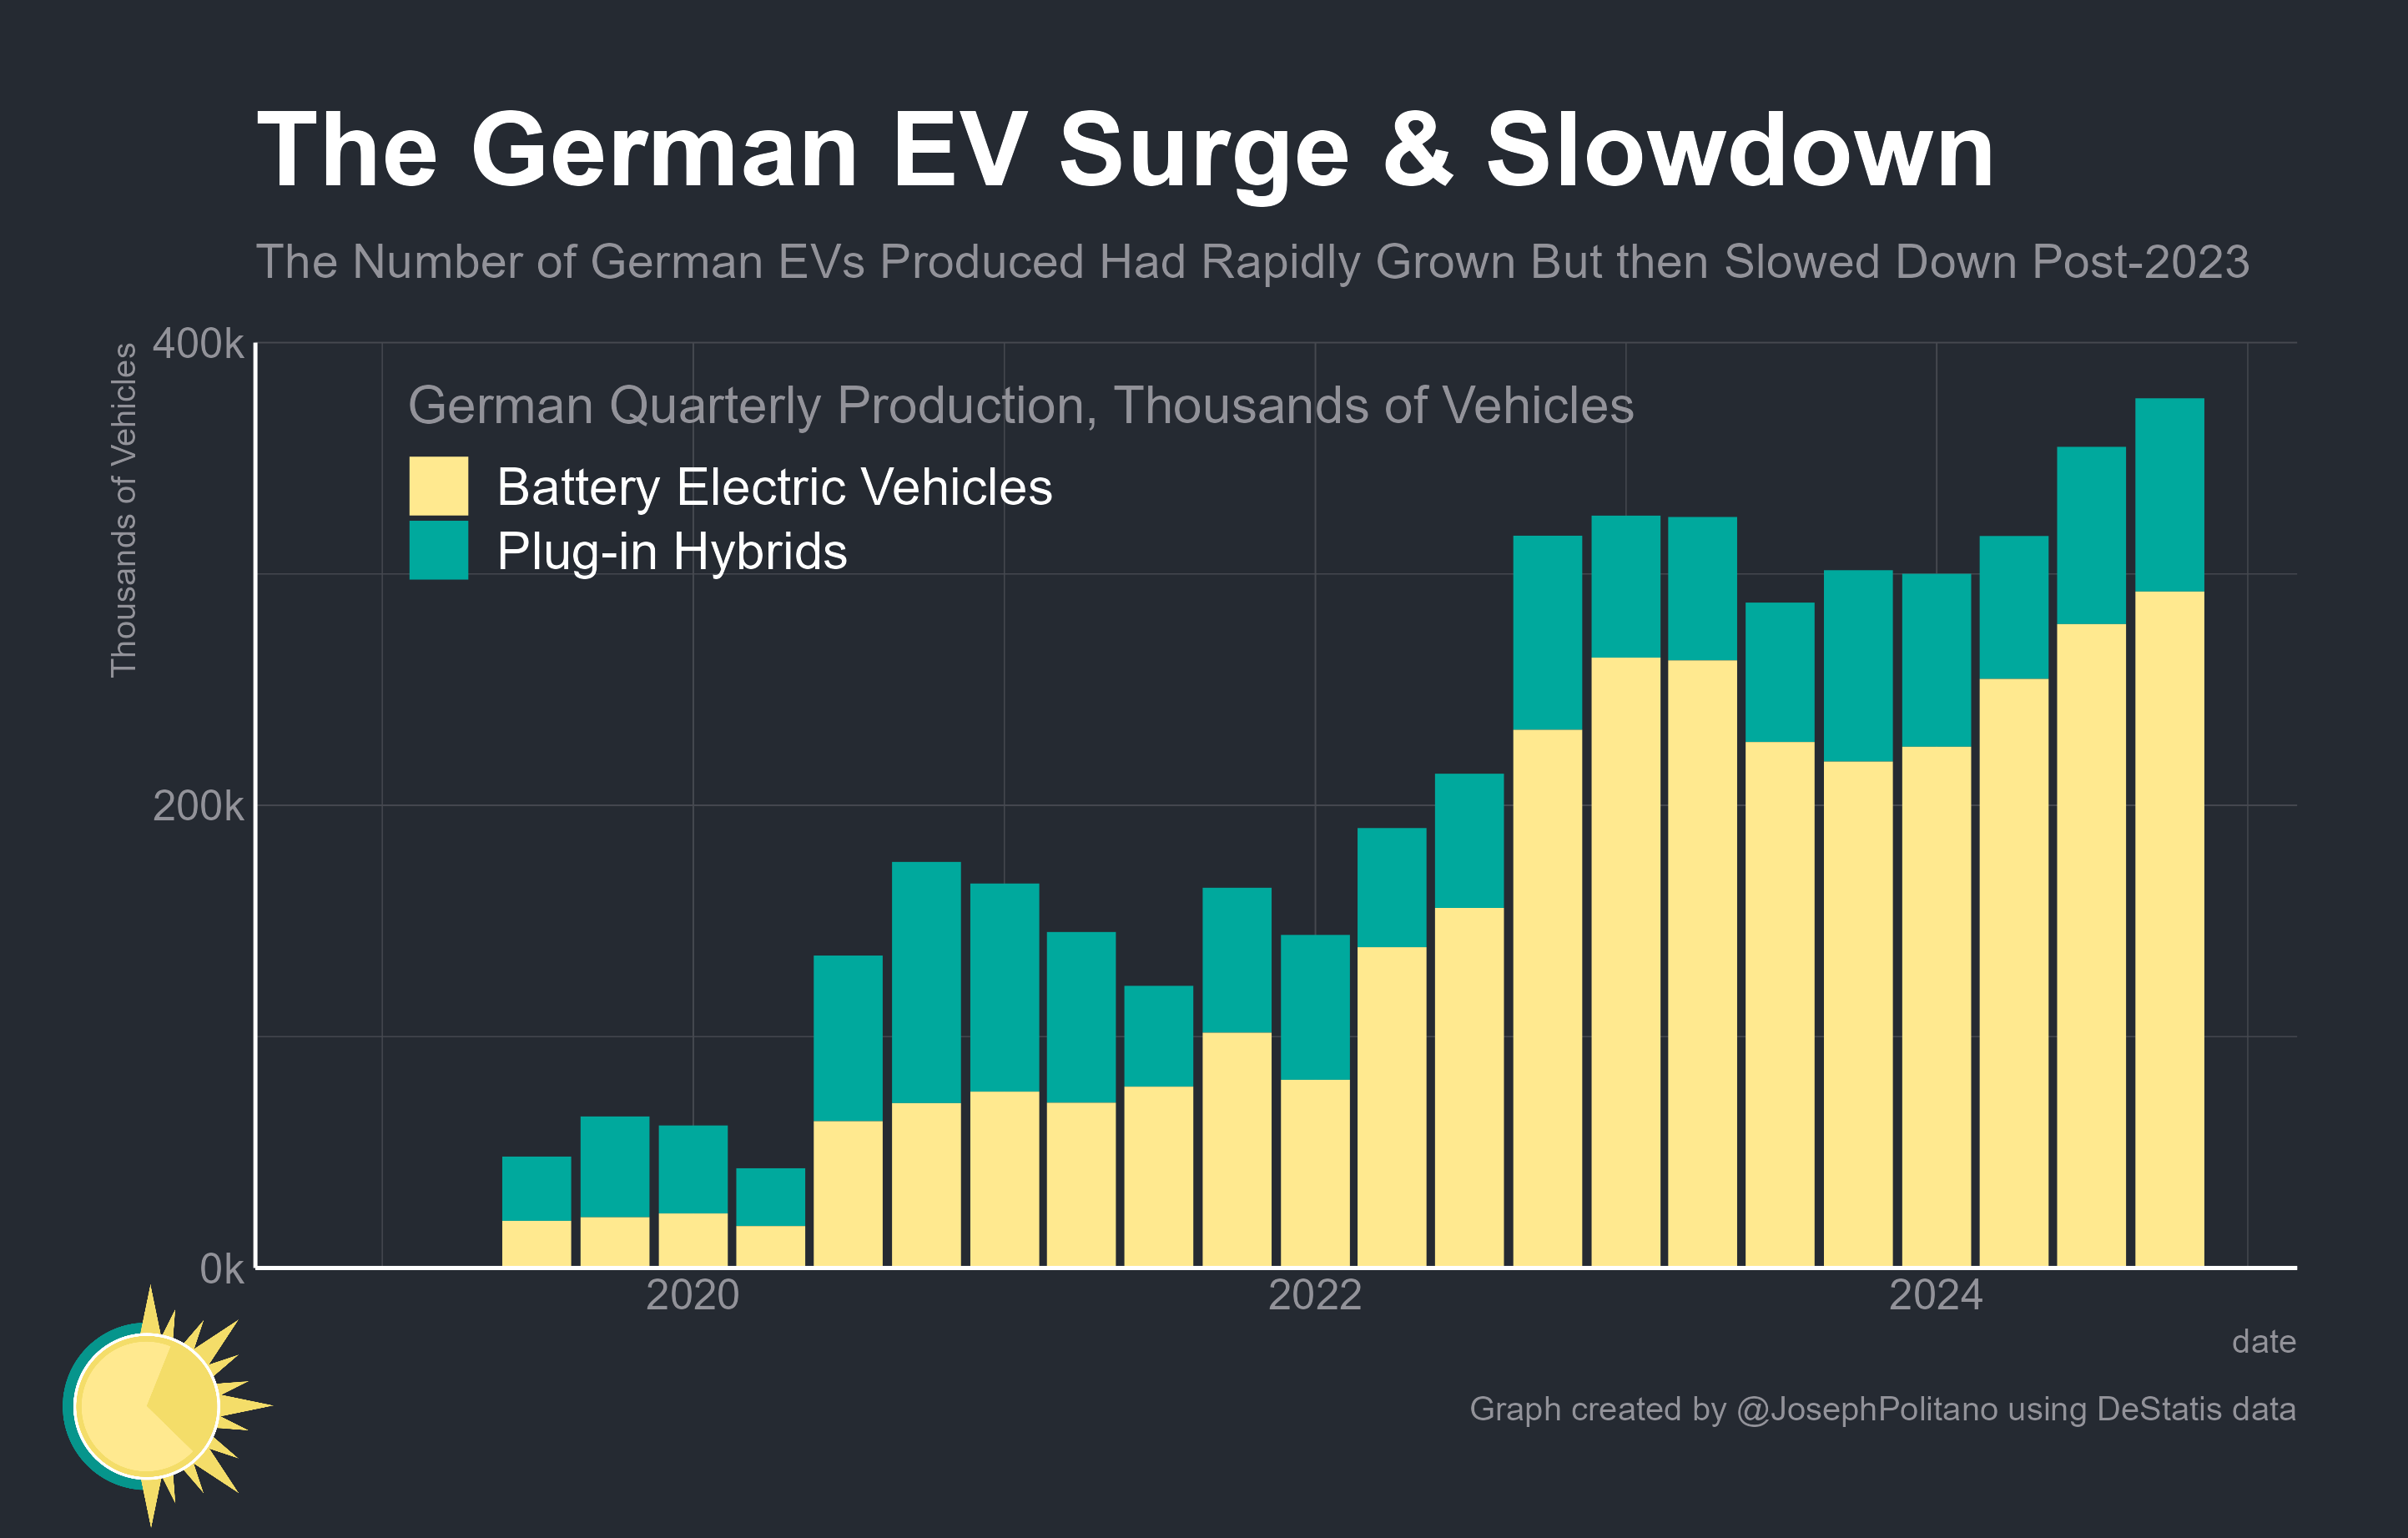 The German EV Surge & Slowdown
The Number of German EVs Produced Had Rapidly Grown But then Slowed Down Post-2023
Thousands of Vehicles
400k
200k
0k
German Quarterly Production, Thousands of Vehicles
Battery Electric Vehicles
Plug-in Hybrids
2020 2022 2024
date
Graph created by @JosephPolitano using DeStatis data